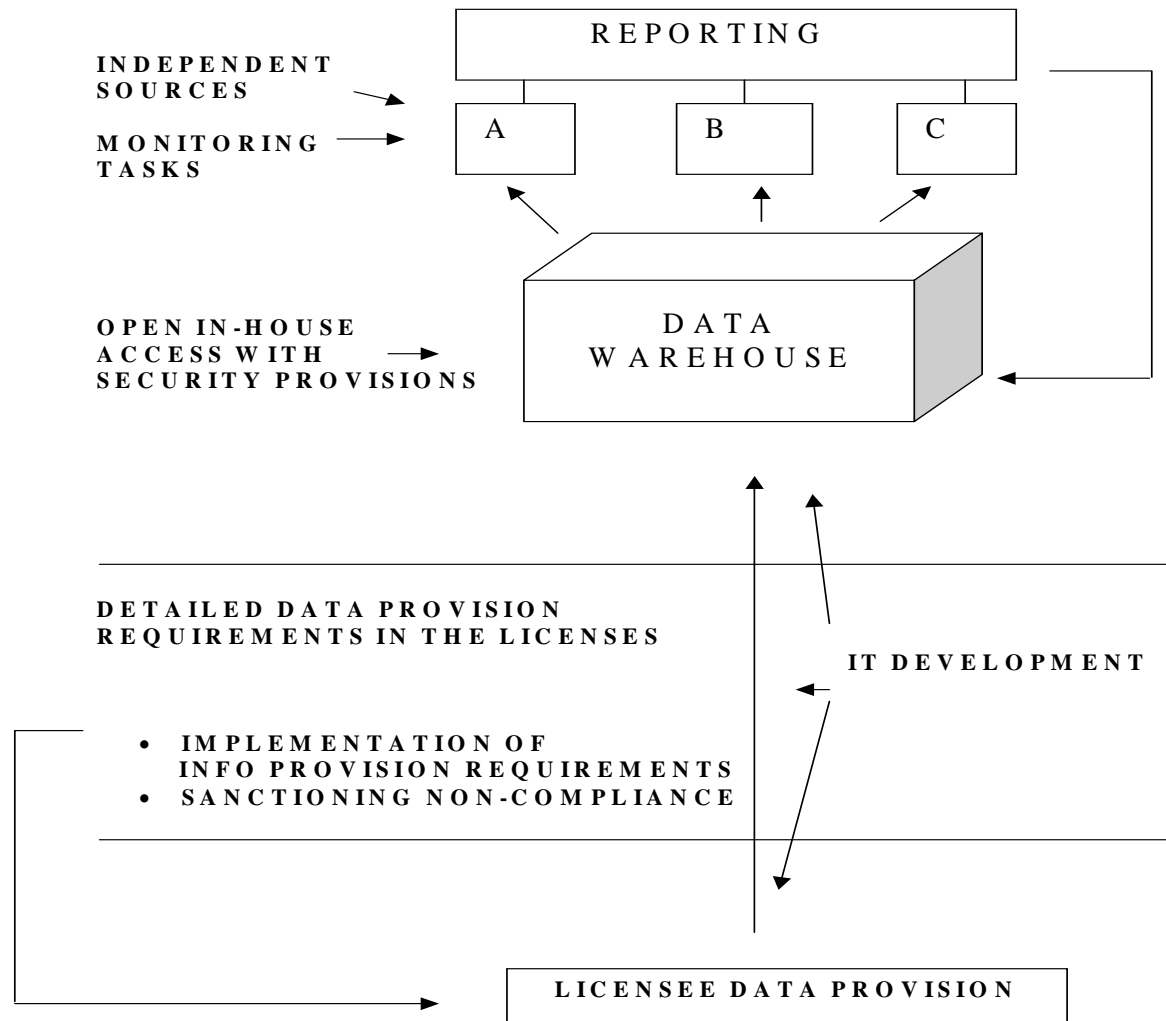 REPORTING
INDEPENDENT
SOURCES
MONITORING
TASKS
A
B
C
OPEN IN-HOUSE
ACCESS WITH
SECURITY PROVISIONS
DATA
WAREHOUSE
DETAILED DATA PROVISION
REQUIREMENTS IN THE LICENSES
IT DEVELOPMENT
• IMPLEMENTATION OF
INFO PROVISION REQUIREMENTS
• SANCTIONING NON-COMPLIANCE
LICENSEE DATA PROVISION